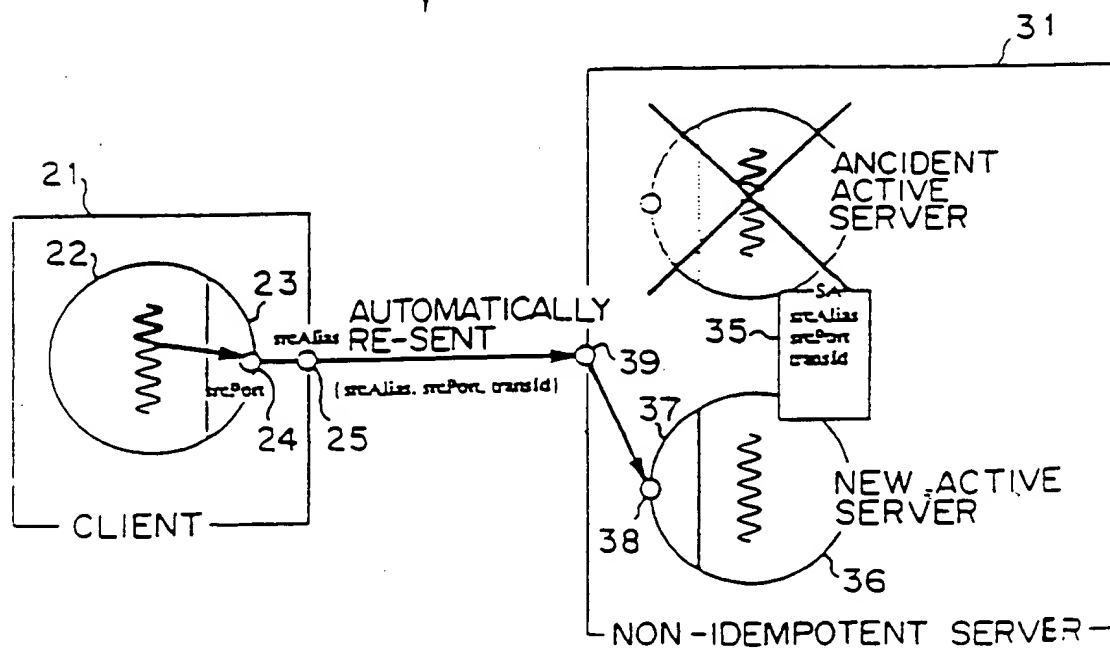 31
21
22
23
srcAlias
AUTOMATICALLY
RE-SENT
srcPort
(srcAlias, srcPort, transid)
24
25
39
CLIENT
ANCIDENT
ACTIVE
SERVER
35
SA
srcAlias
srcPort
transid
37
38
NEW-ACTIVE
SERVER
36
NON-IDEMPOTENT SERVER